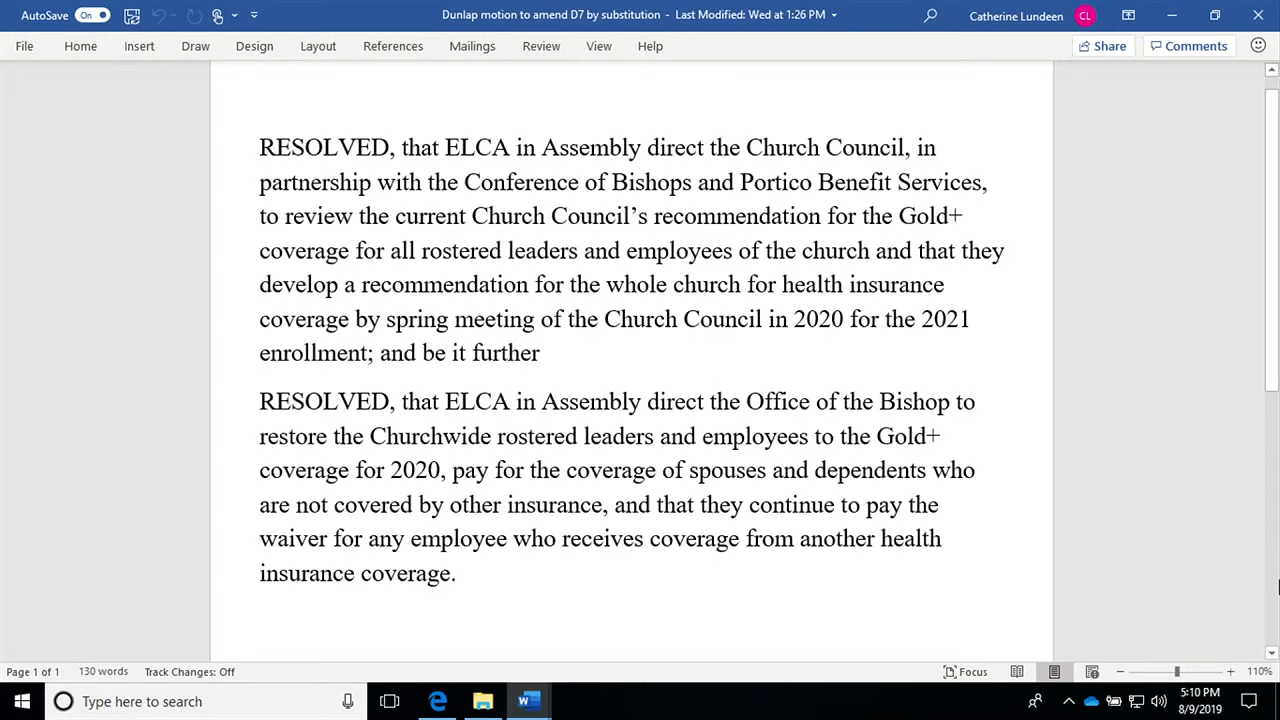 AutoSave On Dunlap motion to amend D7 by substitution - Last Modified: Wed at 1:26 PM Catherine Lundeen CL
File Home Insert Draw Design Layout References Mailings Review View Help Share Comments
RESOLVED, that ELCA in Assembly direct the Church Council, in
partnership with the Conference of Bishops and Portico Benefit Services,
to review the current Church Council’s recommendation for the Gold+
coverage for all rostered leaders and employees of the church and that they
develop a recommendation for the whole church for health insurance
coverage by spring meeting of the Church Council in 2020 for the 2021
enrollment; and be it further
RESOLVED, that ELCA in Assembly direct the Office of the Bishop to
restore the Churchwide rostered leaders and employees to the Gold+
coverage for 2020, pay for the coverage of spouses and dependents who
are not covered by other insurance, and that they continue to pay the
waiver for any employee who receives coverage from another health
insurance coverage.
Page 1 of 1 130 words Track Changes: Off Focus 110%
Type here to search 5:10 PM
8/9/2019